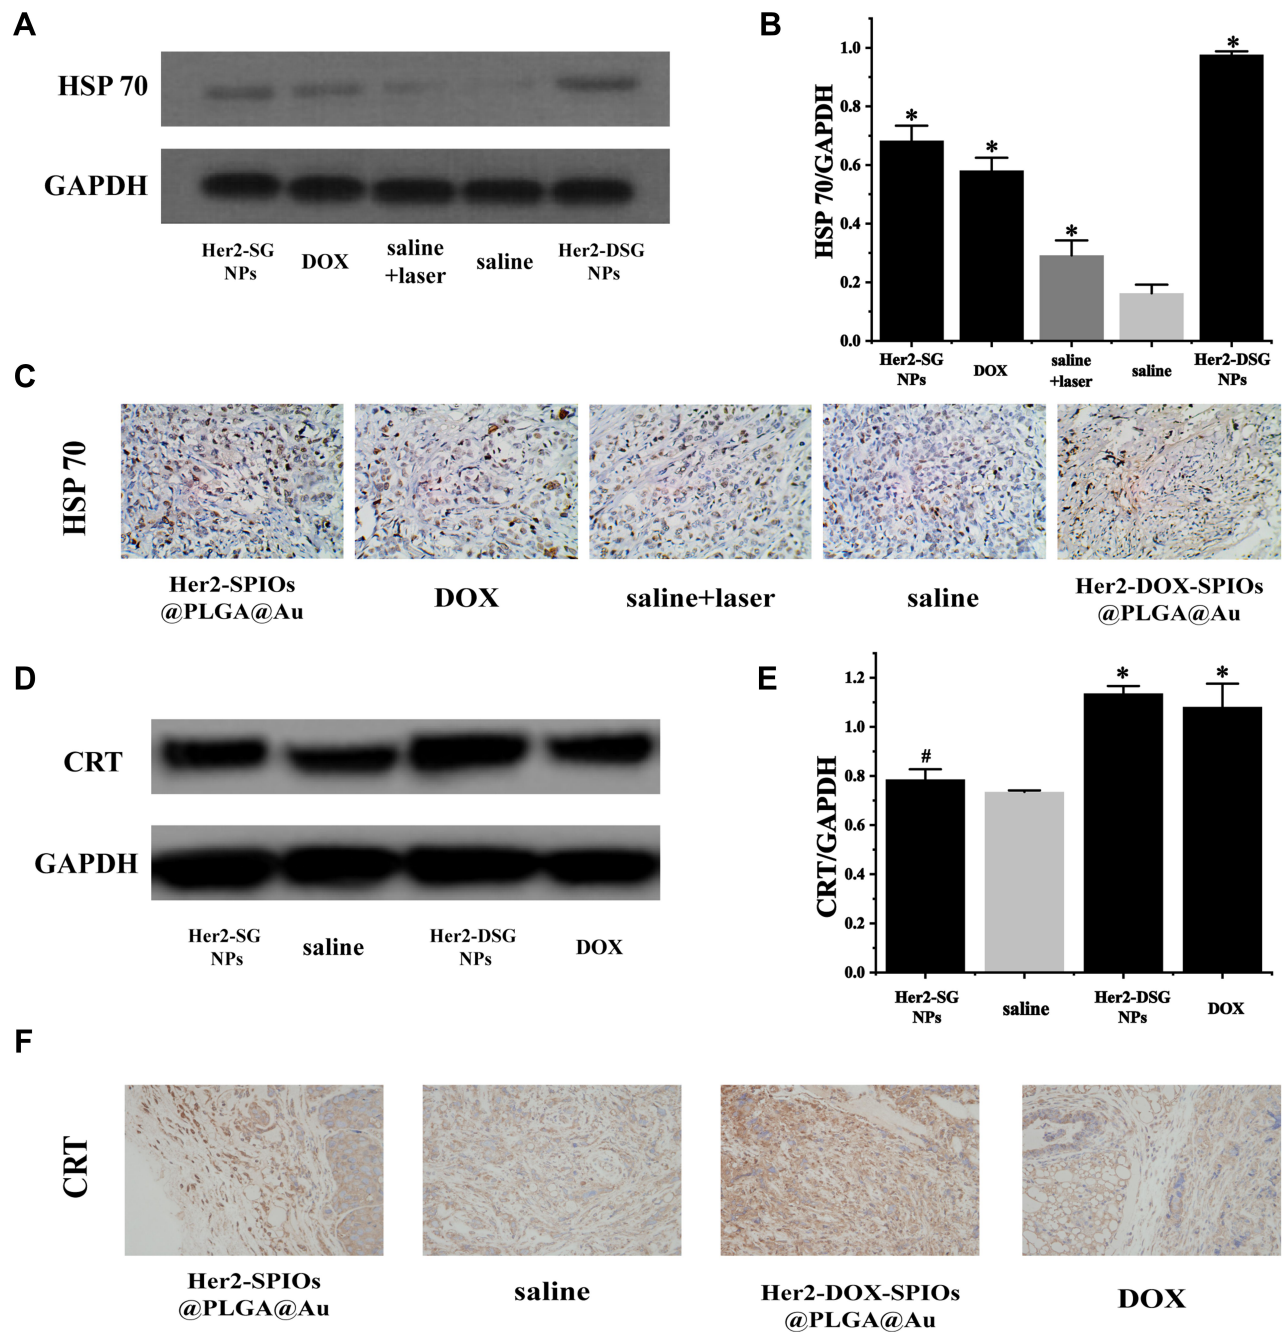 A
HSP 70
GAPDH
Her2-SG
NPs
DOX
saline
+laser
saline
Her2-DSG
NPs
B
HSP 70/GAPDH
1.0
0.8
0.6
0.4
0.2
0.0
*
*
*
*
Her2-SG
NPs
DOX
saline
+laser
saline
Her2-DSG
NPs
C
HSP 70
Her2-SPIOs
@PLGA@Au
DOX
saline+laser
saline
Her2-DOX-SPIOs
@PLGA@Au
D
CRT
GAPDH
Her2-SG
NPs
saline
Her2-DSG
NPs
DOX
E
CRT/GAPDH
1.2
1.0
0.8
0.6
0.4
0.2
0.0
#
*
*
Her2-SG
NPs
saline
Her2-DSG
NPs
DOX
F
CRT
Her2-SPIOs
@PLGA@Au
saline
Her2-DOX-SPIOs
@PLGA@Au
DOX